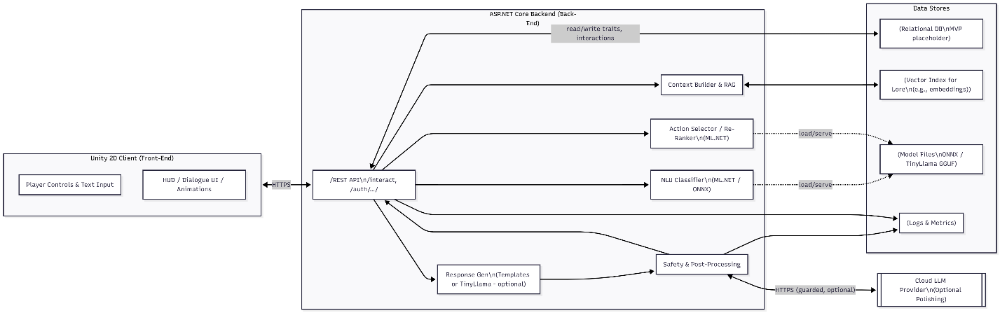 ASP.NET Core Backend (Back-
End)
Data Stores
read/write traits,
interactions
(Relational DB\nMVP
placeholder)
Context Builder & RAG
(Vector Index for
Lore\n(e.g., embeddings))
Action Selector / Re-
Ranker\n(ML.NET)
load/serve
(Model Files\nONNX /
TinyLlama GGUF)
Unity 2D Client (Front-End)
Player Controls & Text Input
HUD / Dialogue UI /
Animations
HTTPS
/REST API\n/interact,
/auth/.../
NLU Classifier\n(ML.NET /
ONNX)
load/serve
(Logs & Metrics)
Response Gen\n(Templates
or TinyLlama - optional)
Safety & Post-Processing
HTTPS (guarded, optional)
Cloud LLM
Provider\n(Optional
Polishing)